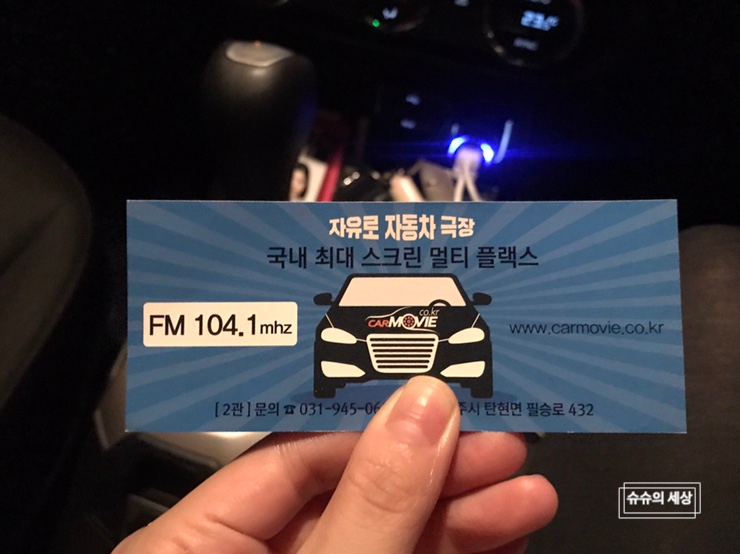 자유로 자동차 극장
국내 최대 스크린 멀티 플랙스
co.kr
CARMOVIE
FM 104.1mhz
www.carmovie.co.kr
[2관] 문의 ☎ 031-945-06 주시 탄현면 필승로 432
슈슈의 세상